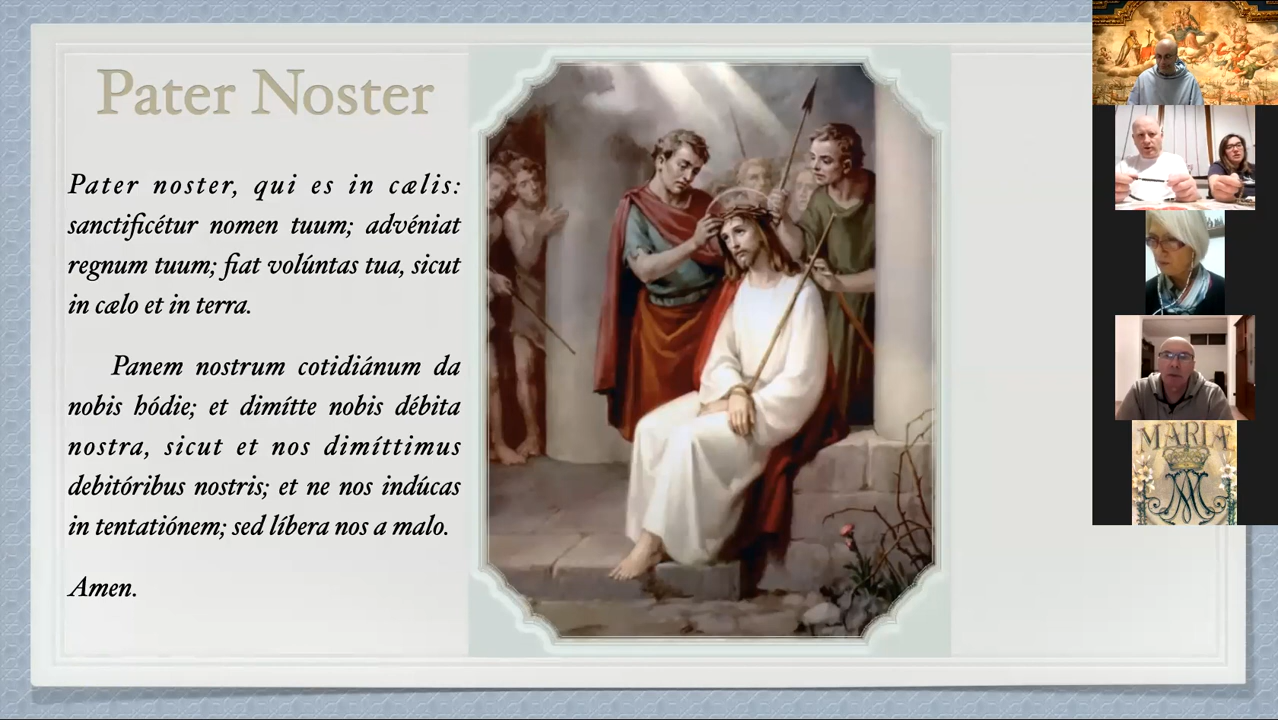 Pater Noster
Pater noster, qui es in cælis:
sanctificétur nomen tuum; advéniat
regnum tuum; fiat volúntas tua, sicut
in cælo et in terra.
Panem nostrum cotidiánum da
nobis hódie; et dimítte nobis débita
nostra, sicut et nos dimíttimus
debitóribus nostris; et ne nos indúcas
in tentatiónem; sed líbera nos a malo.
Amen.
MARIA